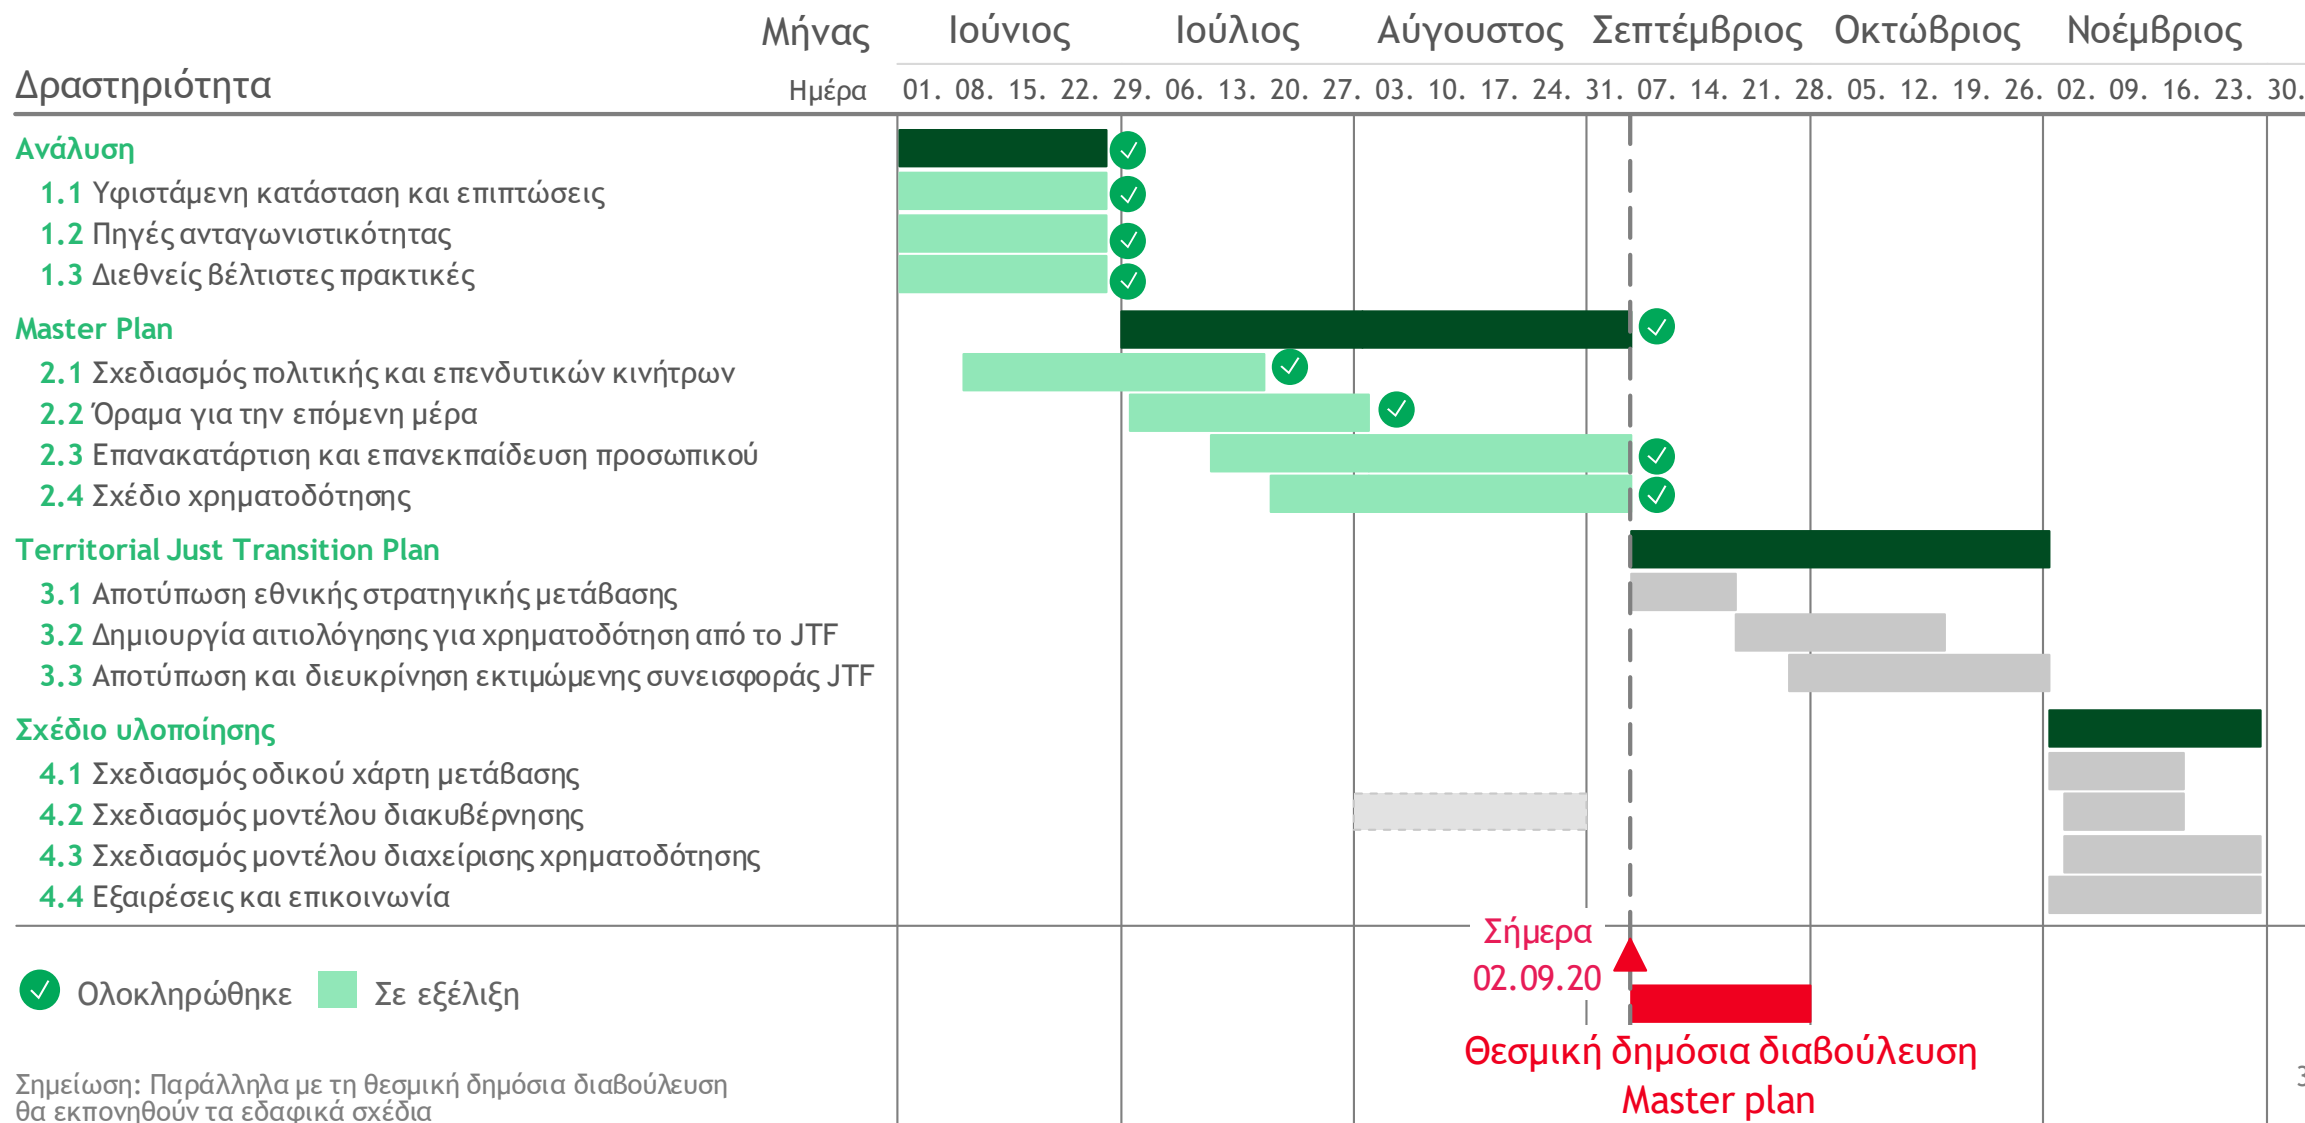 Μήνας Ιούνιος Ιούλιος Αύγουστος Σεπτέμβριος Οκτώβριος Νοέμβριος
Δραστηριότητα Ημέρα 01. 08. 15. 22. 29. 06. 13. 20. 27. 03. 10. 17. 24. 31. 07. 14. 21. 28. 05. 12. 19. 26. 02. 09. 16. 23. 30.
Ανάλυση
1.1 Υφιστάμενη κατάσταση και επιπτώσεις
1.2 Πηγές ανταγωνιστικότητας
1.3 Διεθνείς βέλτιστες πρακτικές
Master Plan
2.1 Σχεδιασμός πολιτικής και επενδυτικών κινήτρων
2.2 Όραμα για την επόμενη μέρα
2.3 Επανακατάρτιση και επανεκπαίδευση προσωπικού
2.4 Σχέδιο χρηματοδότησης
Territorial Just Transition Plan
3.1 Αποτύπωση εθνικής στρατηγικής μετάβασης
3.2 Δημιουργία αιτιολόγησης για χρηματοδότηση από το JTF
3.3 Αποτύπωση και διευκρίνηση εκτιμώμενης συνεισφοράς JTF
Σχέδιο υλοποίησης
4.1 Σχεδιασμός οδικού χάρτη μετάβασης
4.2 Σχεδιασμός μοντέλου διακυβέρνησης
4.3 Σχεδιασμός μοντέλου διαχείρισης χρηματοδότησης
4.4 Εξαιρέσεις και επικοινωνία
Σήμερα
02.09.20
Ολοκληρώθηκε Σε εξέλιξη
Θεσμική δημόσια διαβούλευση
Master plan
Σημείωση: Παράλληλα με τη θεσμική δημόσια διαβούλευση
θα εκπονηθούν τα εδαφικά σχέδια